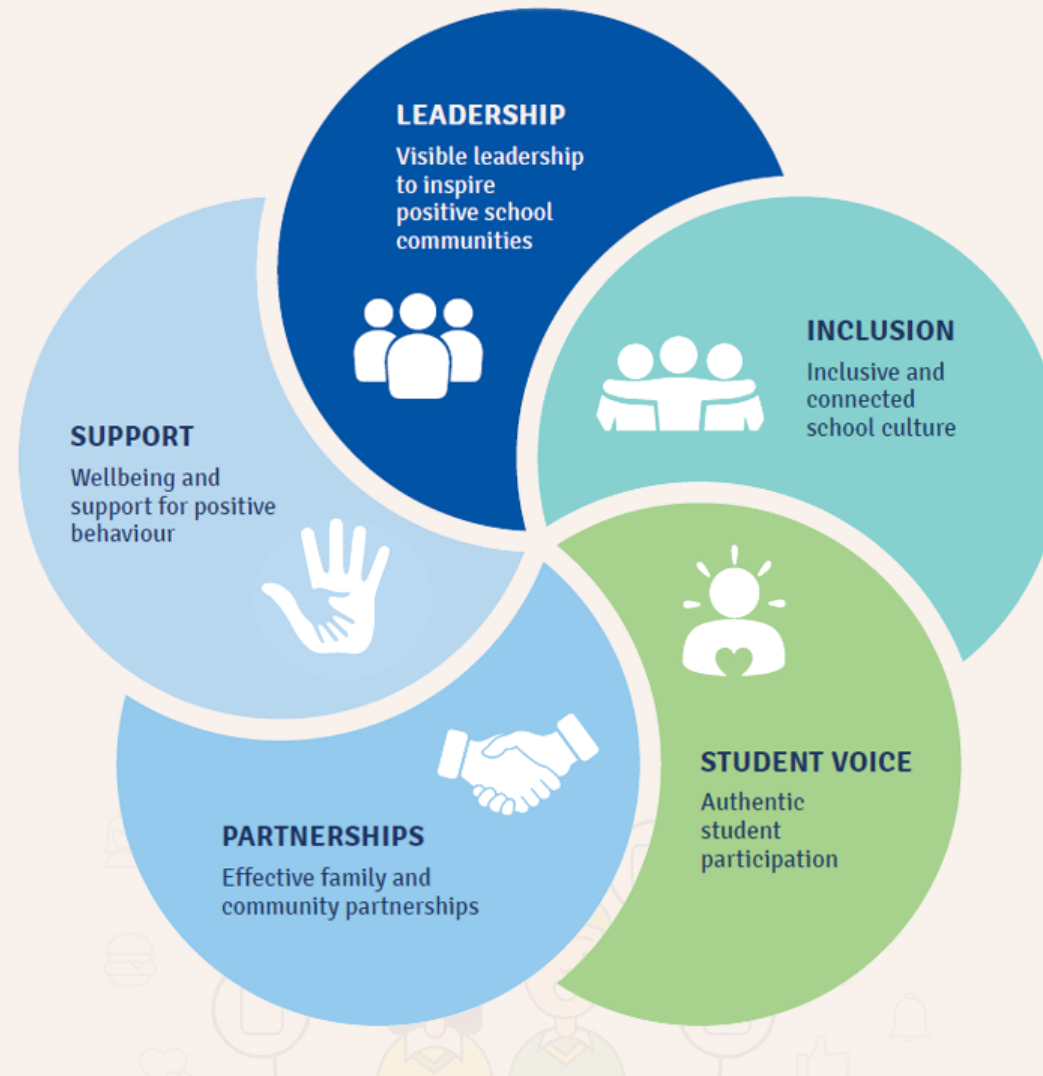 LEADERSHIP
Visible leadership
to inspire
positive school
communities
INCLUSION
Inclusive and
connected
school culture
STUDENT VOICE
Authentic
student
participation
PARTNERSHIPS
Effective family and
community partnerships
SUPPORT
Wellbeing and
support for positive
behaviour